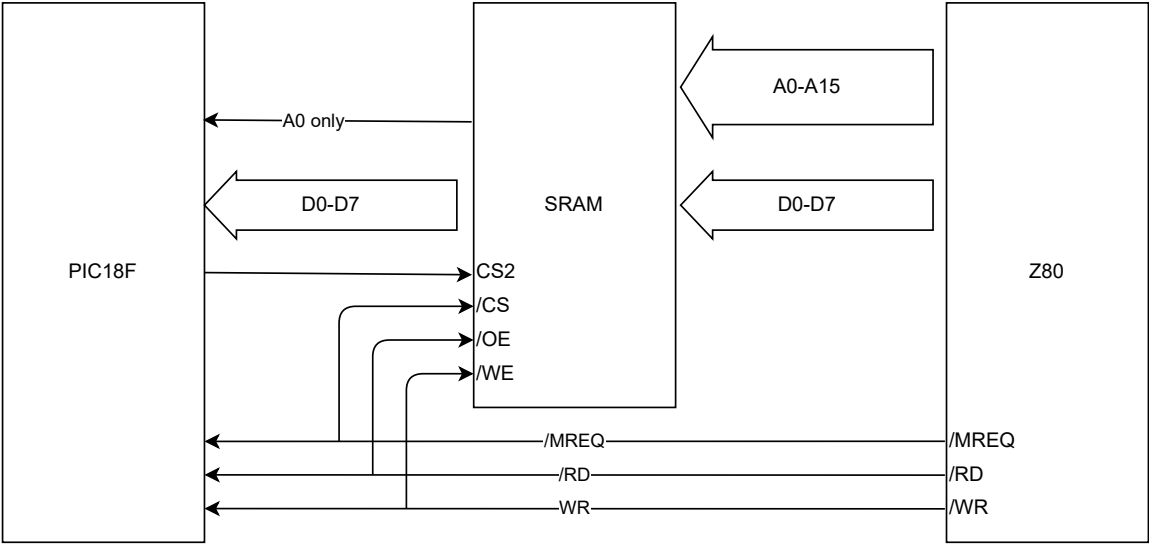 A0-A15
A0 only
D0-D7
SRAM
D0-D7
PIC18F
CS2
Z80
/CS
/OE
/WE
/MREQ
/MREQ
/RD
/RD
WR
/WR